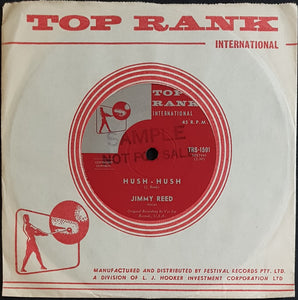 TOP RANK
INTERNATIONAL
TOP
RANK
INTERNATIONAL
45 R.P.M.
SAMPLE
NOT FOR SALE
TRS-1501
HUSH - HUSH
JIMMY REED
MANUFACTURED AND DISTRIBUTED BY FESTIVAL RECORDS PTY. LTD.
A DIVISION OF L. J. HOOKER INVESTMENT CORPORATION LTD